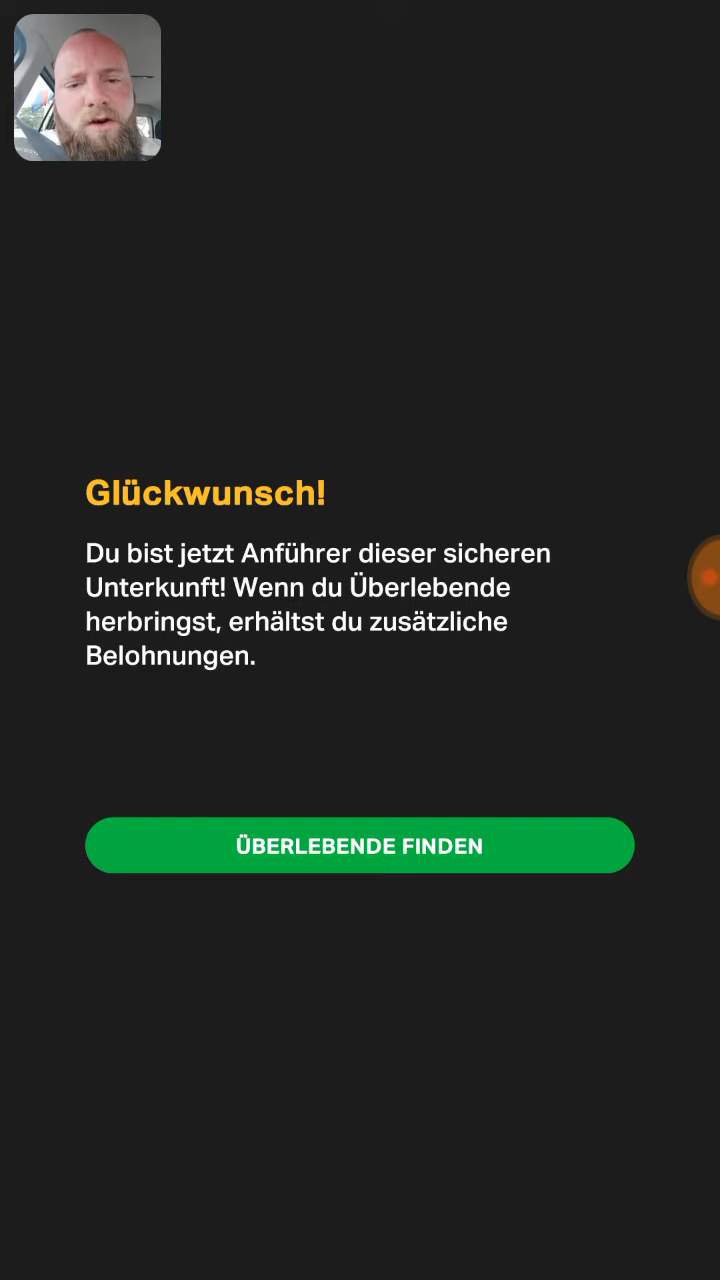 Glückwunsch!
Du bist jetzt Anführer dieser sicheren
Unterkunft! Wenn du Überlebende
herbringst, erhältst du zusätzliche
Belohnungen.
ÜBERLEBENDE FINDEN